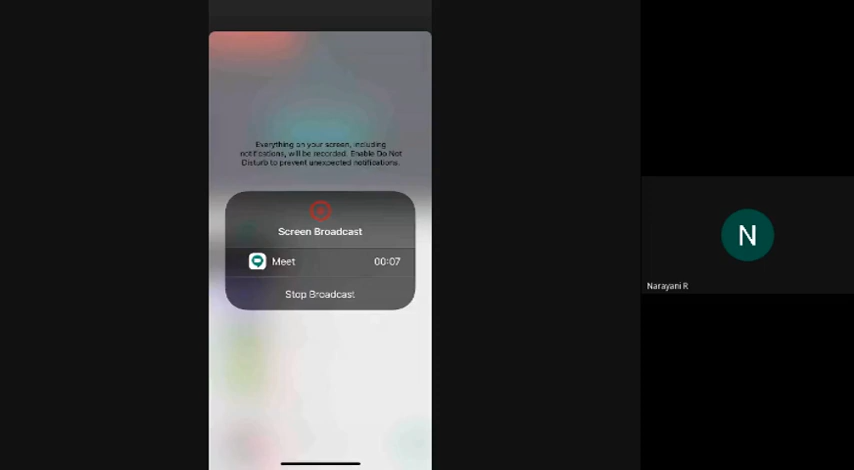 Everything on your screen, including
notifications, will be recorded. Enable Do Not
Disturb to prevent unexpected notifications.
Screen Broadcast
Meet 00:07
Stop Broadcast
N
Narayani R